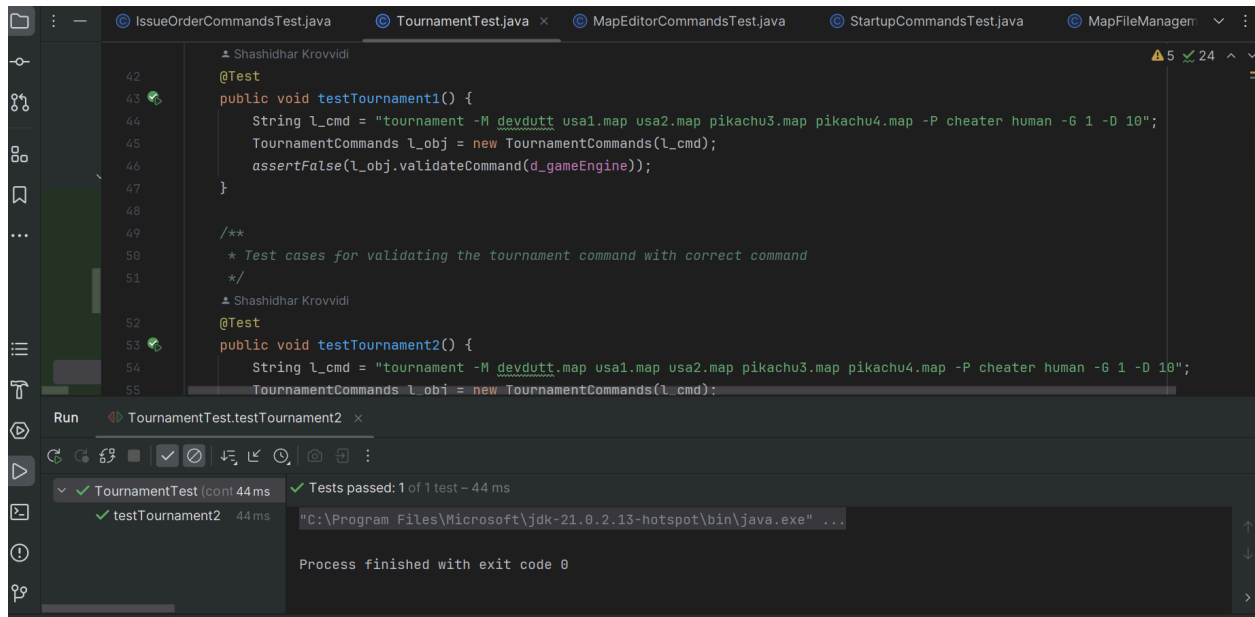 IssueOrderCommandsTest.java TournamentTest.java MapEditorCommandsTest.java StartupCommandsTest.java MapFileManagem
Shashidhar Krovvidi
5 24
42 @Test
43 public void testTournament1() {
44 String l_cmd = "tournament -M devdutt usa1.map usa2.map pikachu3.map pikachu4.map -P cheater human -G 1 -D 10";
45 TournamentCommands l_obj = new TournamentCommands(l_cmd);
46 assertFalse(l_obj.validateCommand(d_gameEngine));
47 }
48
49 /**
50 * Test cases for validating the tournament command with correct command
51 */
Shashidhar Krovvidi
52 @Test
53 public void testTournament2() {
54 String l_cmd = "tournament -M devdutt.map usa1.map usa2.map pikachu3.map pikachu4.map -P cheater human -G 1 -D 10";
55 TournamentCommands l_obj = new TournamentCommands(l_cmd);
Run TournamentTest.testTournament2
TournamentTest (cont 44 ms
Tests passed: 1 of 1 test – 44 ms
testTournament2 44 ms
"C:\Program Files\Microsoft\jdk-21.0.2.13-hotspot\bin\java.exe" ...
Process finished with exit code 0